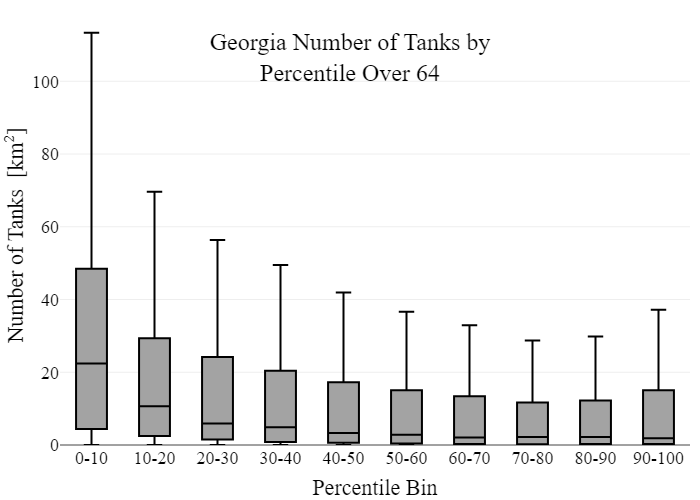 Georgia Number of Tanks by
Percentile Over 64
Number of Tanks [km²]
100
80
60
40
20
0
0-10 10-20 20-30 30-40 40-50 50-60 60-70 70-80 80-90 90-100
Percentile Bin